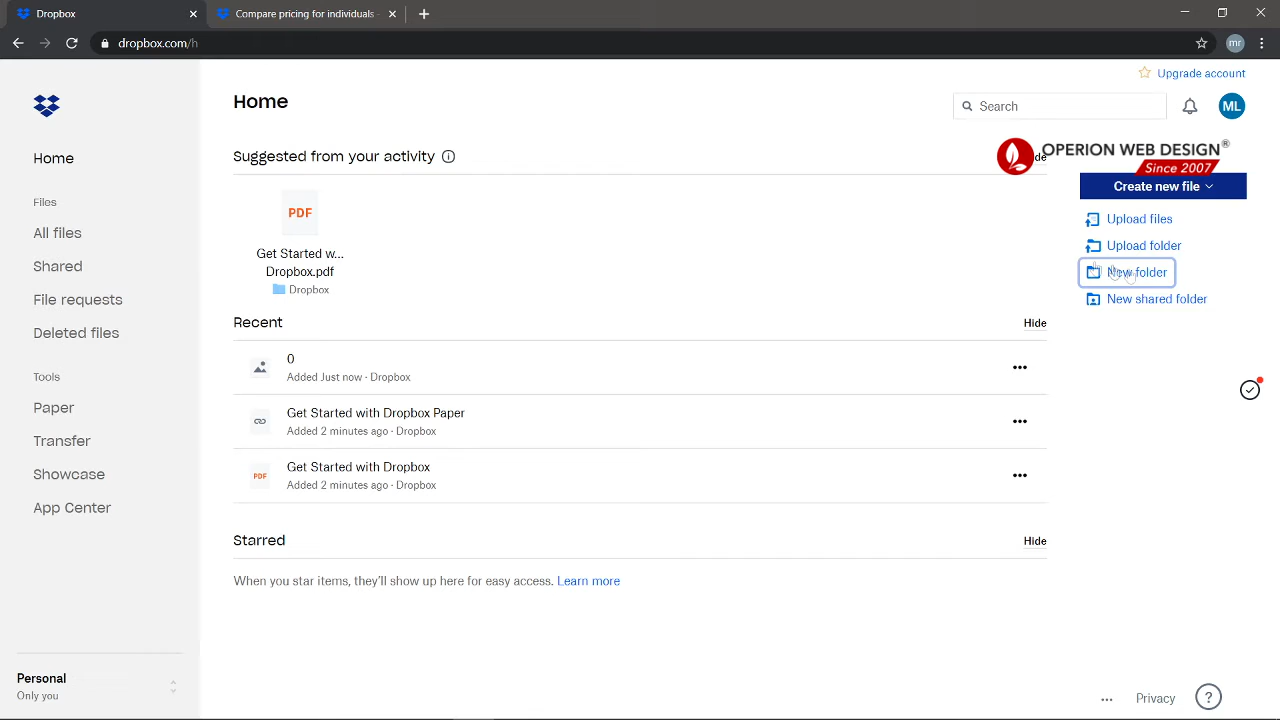 Dropbox
Compare pricing for individuals
dropbox.com/h
mr
Upgrade account
Home
Search
ML
OPERION WEB DESIGN®
Since 2007
Suggested from your activity
Home
Files
All files
Shared
File requests
Deleted files
Tools
Paper
Transfer
Showcase
App Center
PDF
Get Started w...
Dropbox.pdf
Dropbox
Create new file
Upload files
Upload folder
New folder
New shared folder
Recent
Hide
0
Added Just now · Dropbox
Get Started with Dropbox Paper
Added 2 minutes ago · Dropbox
PDF
Get Started with Dropbox
Added 2 minutes ago · Dropbox
Starred
Hide
When you star items, they'll show up here for easy access. Learn more
Personal
Only you
Privacy
?